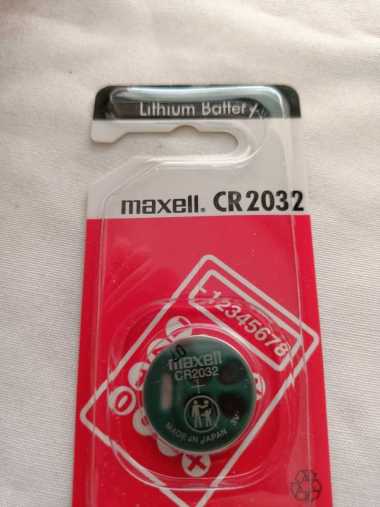 Lithium Battery
maxell. CR2032
-12345678
maxell
CR2032
+
MADE IN JAPAN 3V